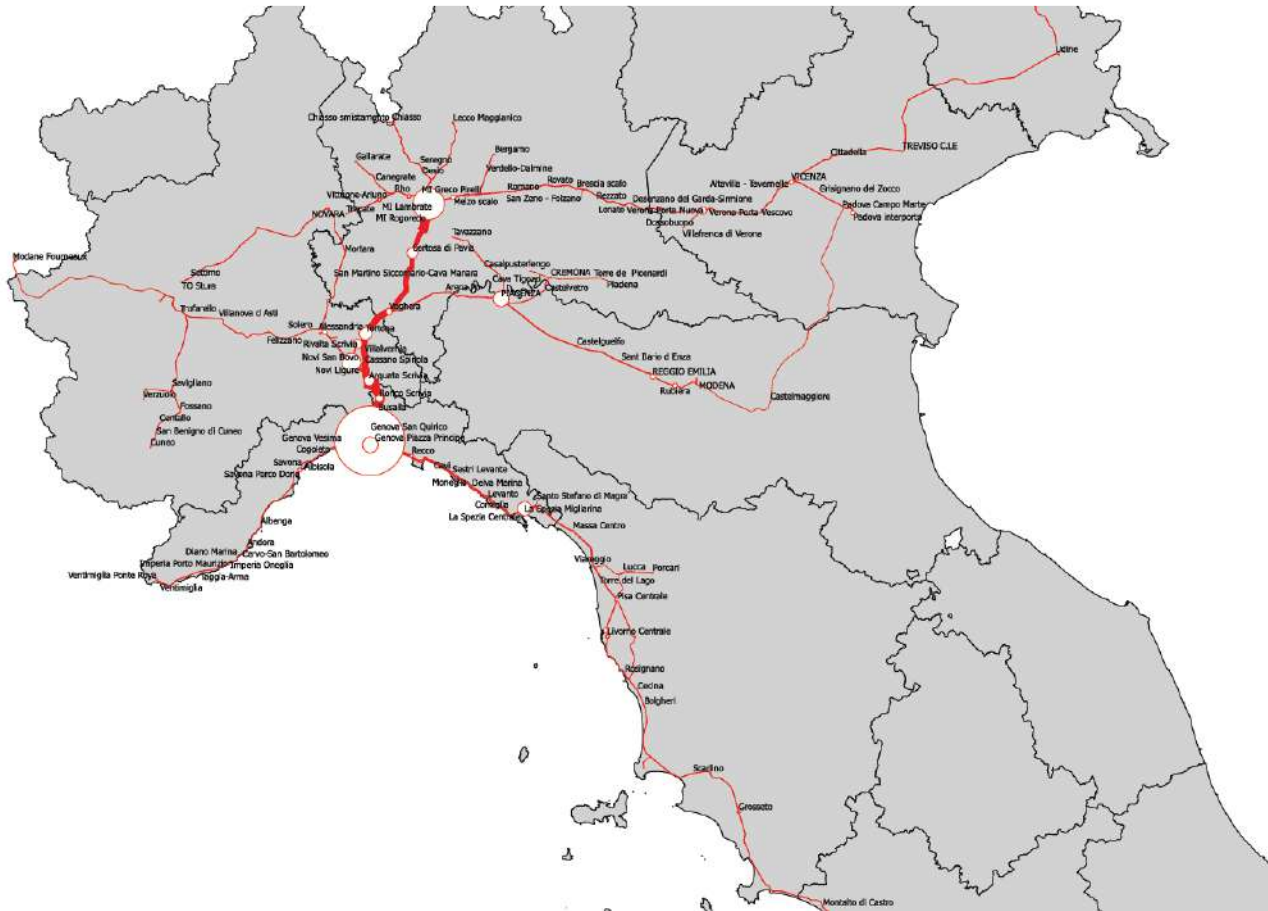 Udine
Chiasso smistamento Chiasso
Lecco Maggianico
TREVISO C.LE
Cittadella
Gallarate
Bergamo
Seregno
Desio
Verdello-Dalmine
Canegrate
Rho
VICENZA
Altavilla - Tavernelle
Grisignano del Zocco
Rovato
Brescia scalo
Romano
MI Greco Pirelli
Vittuone-Arluno
Rezzato
San Zeno - Folzano
Desenzano del Garda-Sirmione
Melzo scalo
MI Lambrate
Padova Campo Marte
Padova interporto
NOVARA
Trecate
Lonato
Verona Porta Nuova
Verona Porta Vescovo
MI Rogoredo
Dossobuono
Villafranca di Verona
Tavazzano
Mortara
Certosa di Pavia
Modane Fourneaux
Casalpusterlengo
Settimo
San Martino Siccomario-Cava Manara
CREMONA
Torre de' Picenardi
Cava Tigozzi
TO Stura
Arena Po
Castelvetro
Piadena
PIACENZA
Trofarello
Voghera
Villanova d'Asti
Solero
Alessandria
Tortona
Felizzano
Rivalta Scrivia
Villalvernia
Castelguelfo
Novi San Bovo
Cassano Spinola
Sant'Ilario d'Enza
Novi Ligure
Arquata Scrivia
REGGIO EMILIA
MODENA
Rubiera
Savigliano
Verzuolo
Ronco Scrivia
Castelmaggiore
Fossano
Busalla
Centallo
San Benigno di Cuneo
Genova San Quirico
Cuneo
Genova Vesima
Genova Piazza Principe
Cogoleto
Recco
Savona
Albisola
Cavi
Sestri Levante
Savona Parco Doria
Moneglia
Deiva Marina
Levanto
Santo Stefano di Magra
Corniglia
La Spezia Migliarina
La Spezia Centrale
Albenga
Massa Centro
Andora
Diano Marina
Cervo-San Bartolomeo
Viareggio
Imperia Porto Maurizio
Imperia Oneglia
Lucca
Porcari
Ventimiglia Ponte Roya
Taggia-Arma
Torre del Lago
Ventimiglia
Pisa Centrale
Livorno Centrale
Rosignano
Cecina
Bolgheri
Scarlino
Grosseto
Montalto di Castro